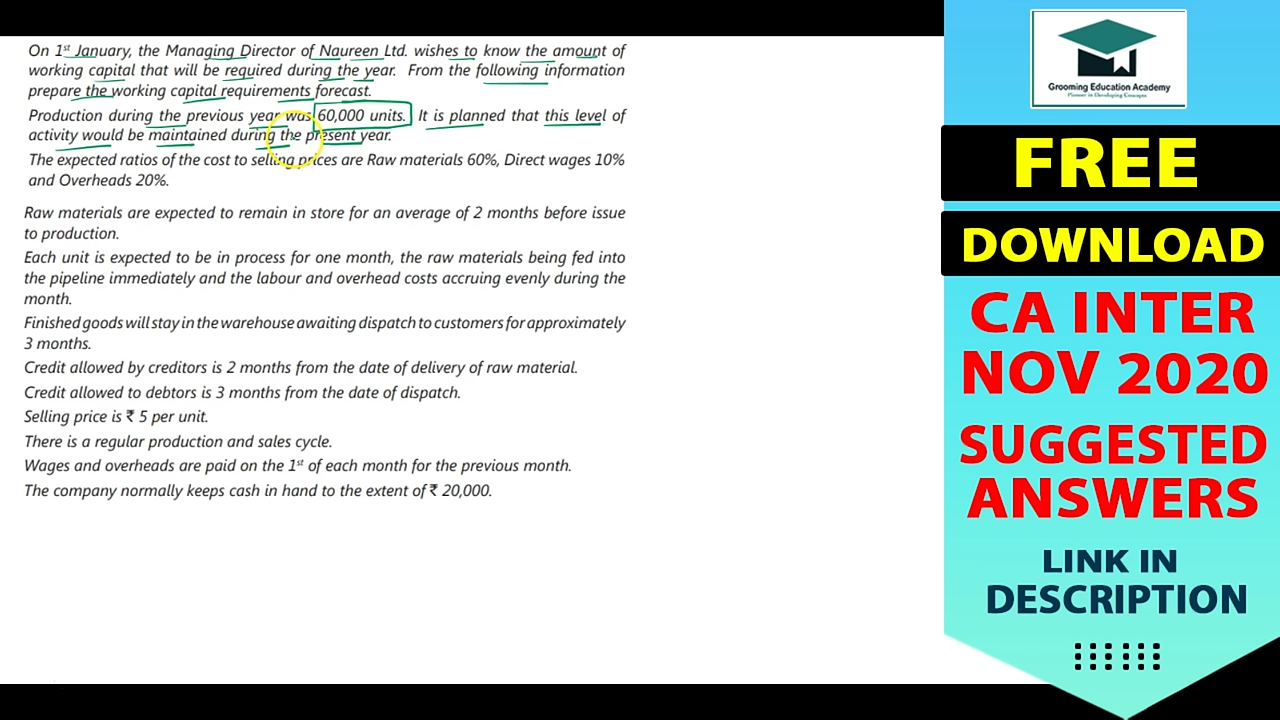 On 1st January, the Managing Director of Naureen Ltd. wishes to know the amount of
working capital that will be required during the year. From the following information
prepare the working capital requirements forecast.
Production during the previous year was 60,000 units. It is planned that this level of
activity would be maintained during the present year.
The expected ratios of the cost to selling prices are Raw materials 60%, Direct wages 10%
and Overheads 20%.
Raw materials are expected to remain in store for an average of 2 months before issue
to production.
Each unit is expected to be in process for one month, the raw materials being fed into
the pipeline immediately and the labour and overhead costs accruing evenly during the
month.
Finished goods will stay in the warehouse awaiting dispatch to customers for approximately
3 months.
Credit allowed by creditors is 2 months from the date of delivery of raw material.
Credit allowed to debtors is 3 months from the date of dispatch.
Selling price is ₹ 5 per unit.
There is a regular production and sales cycle.
Wages and overheads are paid on the 1st of each month for the previous month.
The company normally keeps cash in hand to the extent of ₹ 20,000.
Grooming Education Academy
Planner in Developing Concepts
FREE
DOWNLOAD
CA INTER
NOV 2020
SUGGESTED
ANSWERS
LINK IN
DESCRIPTION